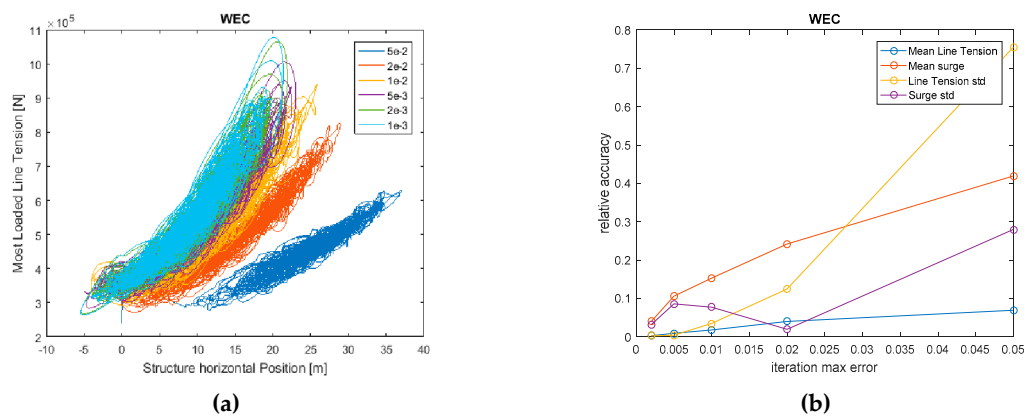 WEC
×10⁵
11
10
9
8
7
6
5
4
3
2
-10
-5
0
5
10
15
20
25
30
35
40
Most Loaded Line Tension [N]
Structure horizontal Position [m]
5e-2
2e-2
1e-2
5e-3
2e-3
1e-3
(a)
WEC
0.8
0.7
0.6
0.5
0.4
0.3
0.2
0.1
0
0
0.005
0.01
0.015
0.02
0.025
0.03
0.035
0.04
0.045
0.05
relative accuracy
iteration max error
Mean Line Tension
Mean surge
Line Tension std
Surge std
(b)